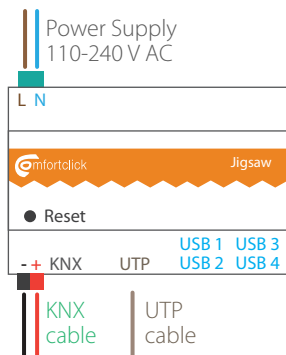 Power Supply
110-240 V AC
L N
comfortclick Jigsaw
Reset
USB 1 USB 3
- + KNX UTP USB 2 USB 4
KNX UTP
cable cable